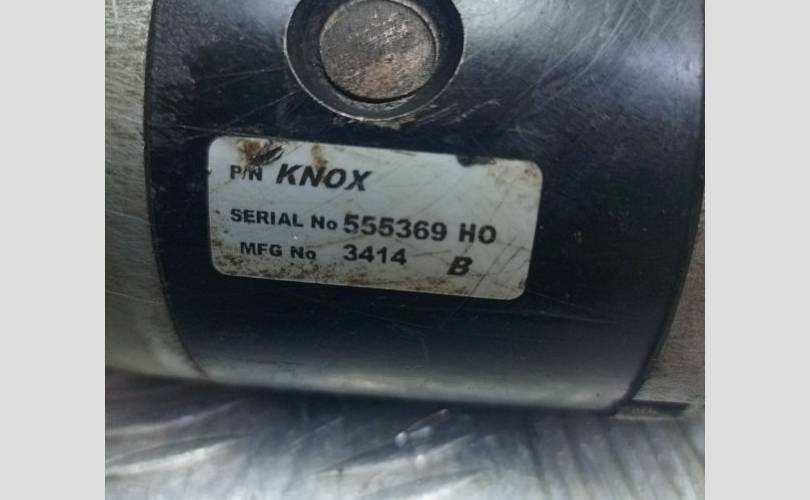 P/N KNOX
SERIAL No 555369 HO
MFG No 3414 B